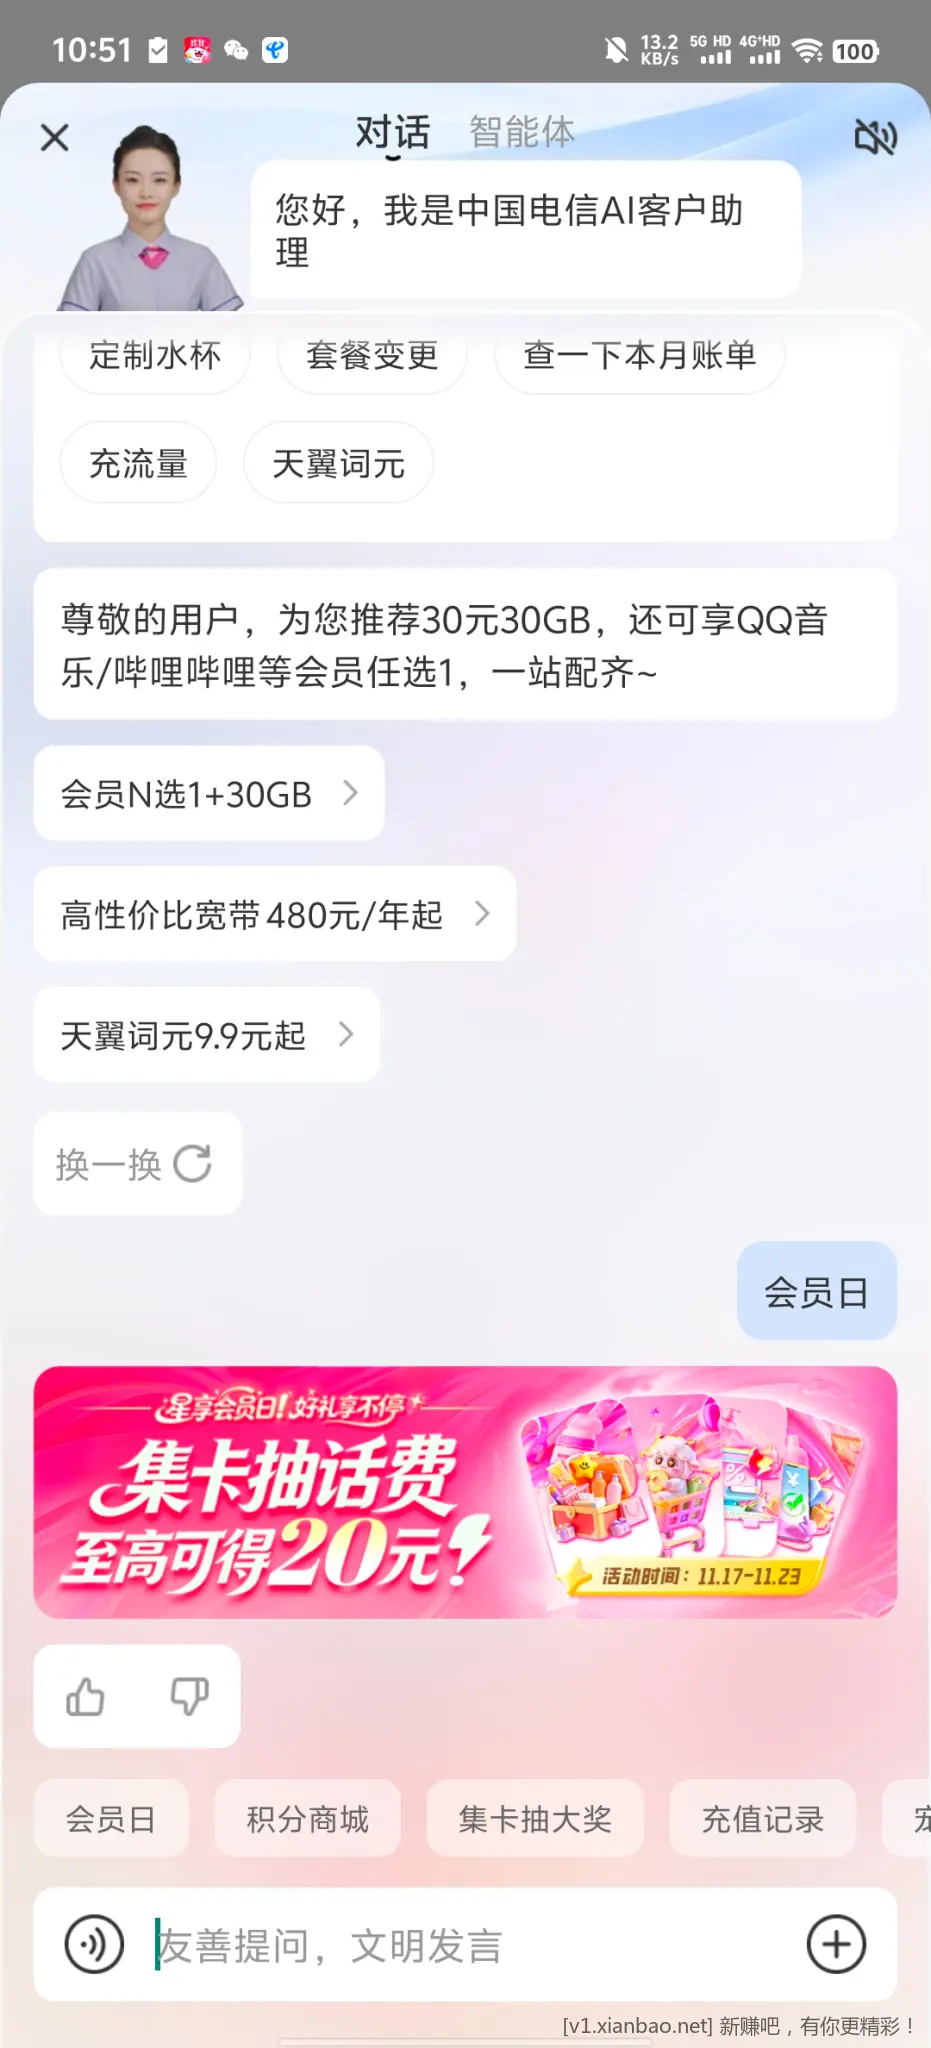 10:51
13.2 KB/s 5G HD 4G+HD 100
对话 智能体
您好，我是中国电信AI客户助
理
定制水杯 套餐变更 查一下本月账单
充流量 天翼词元
尊敬的用户，为您推荐30元30GB，还可享QQ音
乐/哔哩哔哩等会员任选1，一站配齐~
会员N选1+30GB
高性价比宽带480元/年起
天翼词元9.9元起
换一换
会员日
星享会员日！好礼享不停
集卡抽话费
至高可得20元！
活动时间：11.17-11.23
会员日 积分商城 集卡抽大奖 充值记录 宠
友善提问，文明发言
[v1.xianbao.net] 新赚吧，有你更精彩！